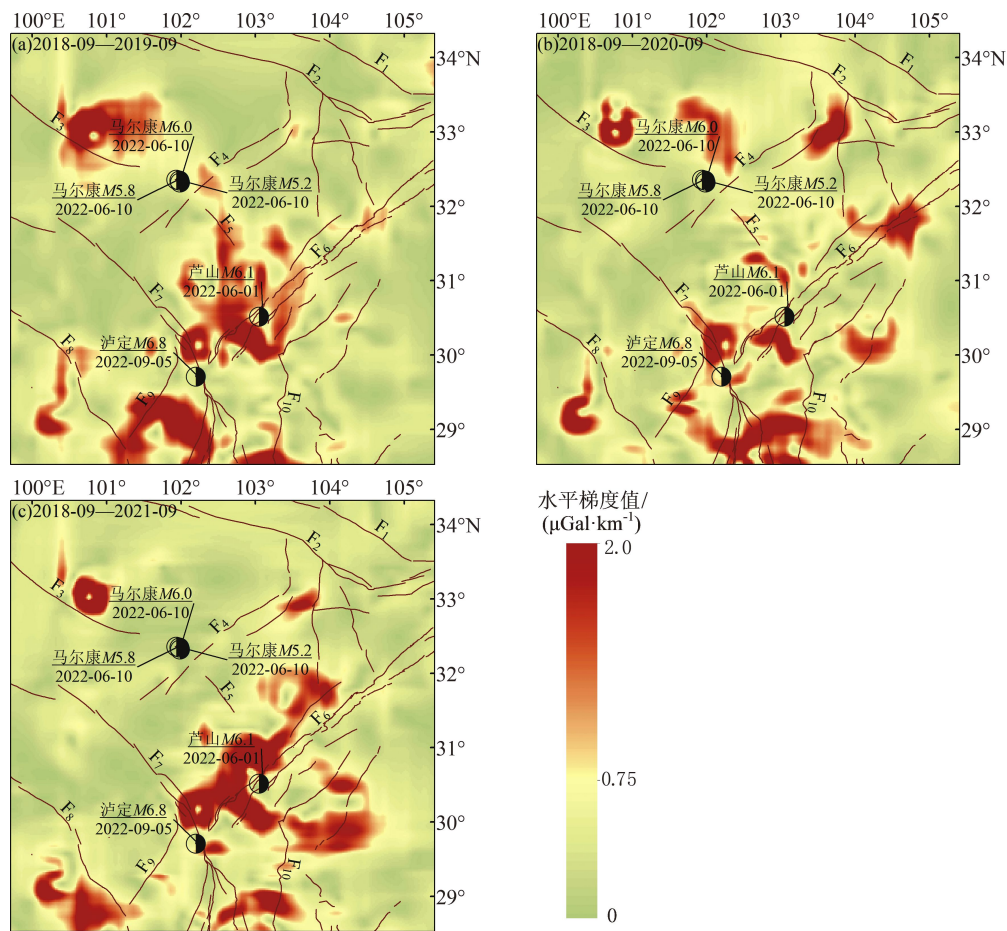 100°E 101° 102° 103° 104° 105°
(a)2018-09—2019-09
F₁
F₂
34°N
F₃
马尔康M6.0
2022-06-10
33°
F₄
马尔康M5.8
2022-06-10
马尔康M5.2
2022-06-10
32°
F₅
F₆
芦山M6.1
2022-06-01
31°
F₇
F₈
泸定M6.8
2022-09-05
30°
F₉
F₁₀
29°
100°E 101° 102° 103° 104° 105°
(b)2018-09—2020-09
F₁
F₂
34°N
F₃
马尔康M6.0
2022-06-10
33°
F₄
马尔康M5.8
2022-06-10
马尔康M5.2
2022-06-10
32°
F₅
F₆
芦山M6.1
2022-06-01
31°
F₇
F₈
泸定M6.8
2022-09-05
30°
F₉
F₁₀
29°
100°E 101° 102° 103° 104° 105°
(c)2018-09—2021-09
F₁
F₂
34°N
F₃
马尔康M6.0
2022-06-10
33°
F₄
马尔康M5.8
2022-06-10
马尔康M5.2
2022-06-10
32°
F₅
F₆
芦山M6.1
2022-06-01
31°
F₇
F₈
泸定M6.8
2022-09-05
30°
F₉
F₁₀
29°
水平梯度值/
(μGal·km⁻¹)
2.0
0.75
0